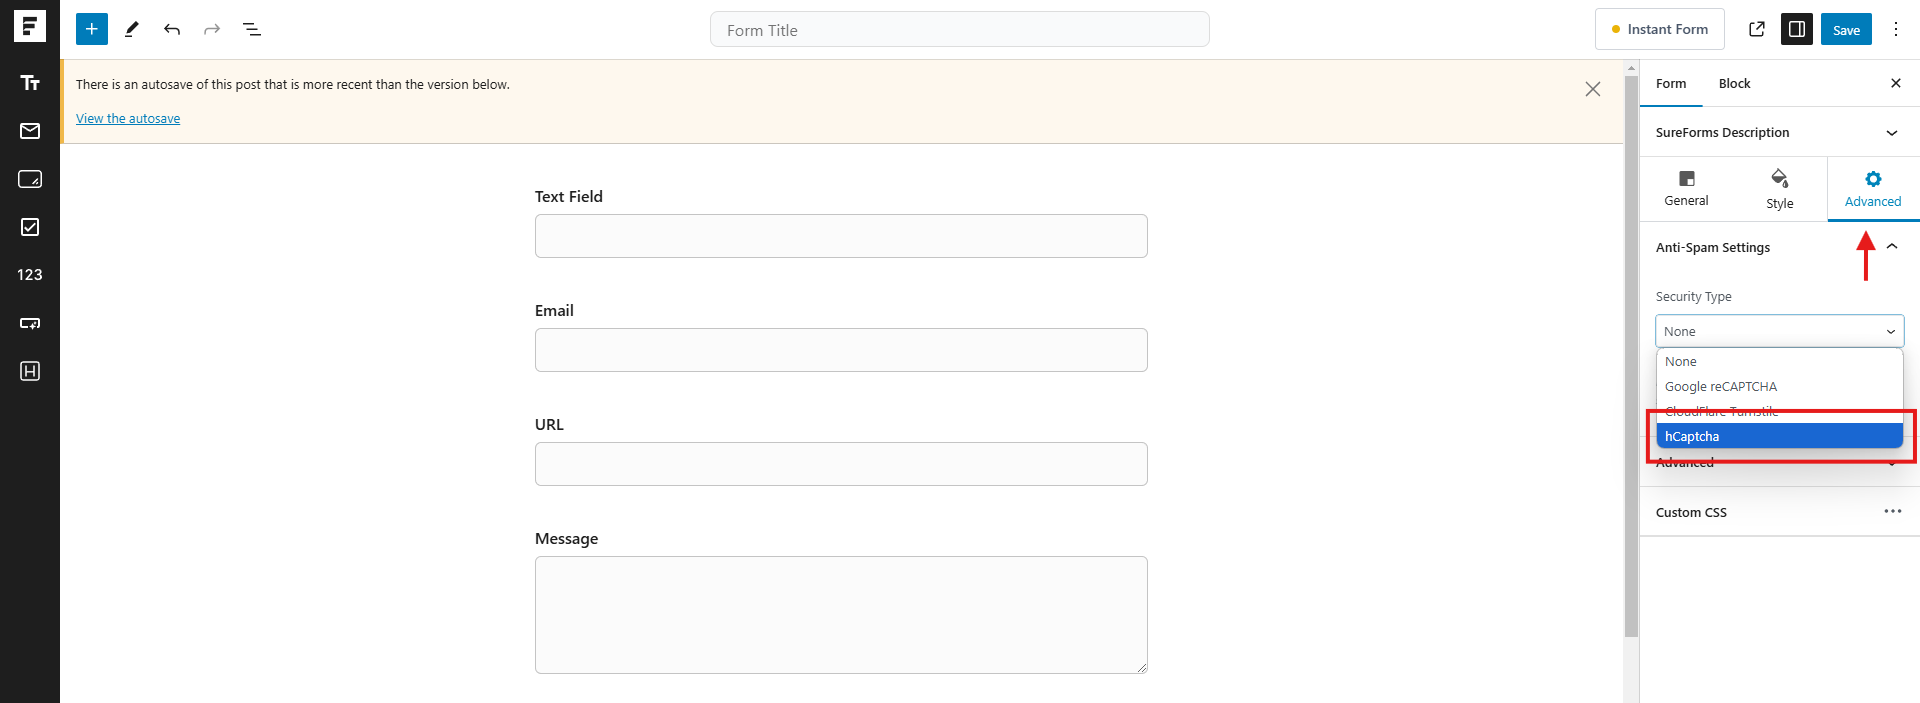 Form Title
Instant Form
Save
There is an autosave of this post that is more recent than the version below.
View the autosave
123
Text Field
Email
URL
Message
Form Block
SureForms Description
General Style Advanced
Anti-Spam Settings
Security Type
None
None
Google reCAPTCHA
CloudFlare Turnstile
hCaptcha
Advanced
Custom CSS